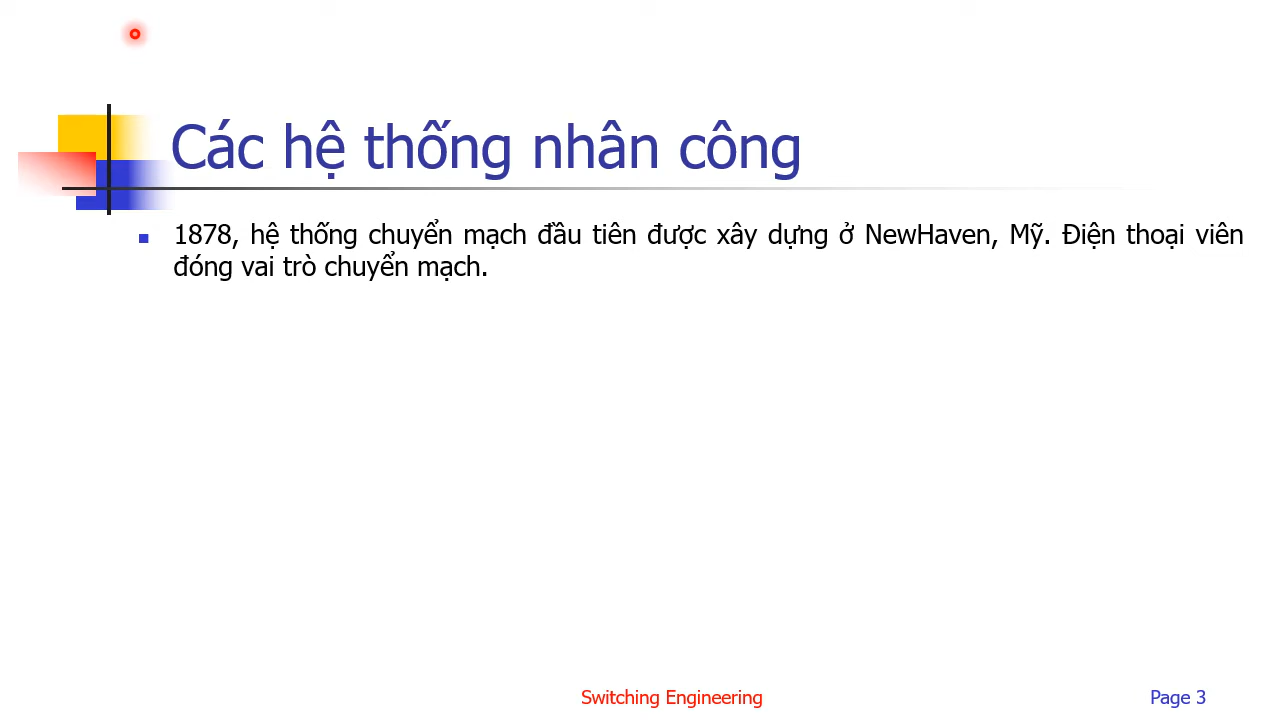 Các hệ thống nhân công
1878, hệ thống chuyển mạch đầu tiên được xây dựng ở NewHaven, Mỹ. Điện thoại viên
đóng vai trò chuyển mạch.
Switching Engineering
Page 3